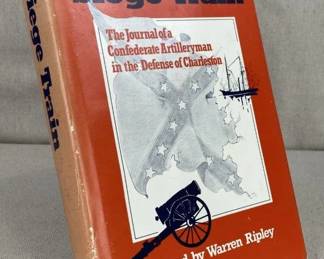 Siege Train
Siege Train
The Journal of a
Confederate Artilleryman
in the Defense of Charleston
by Warren Ripley